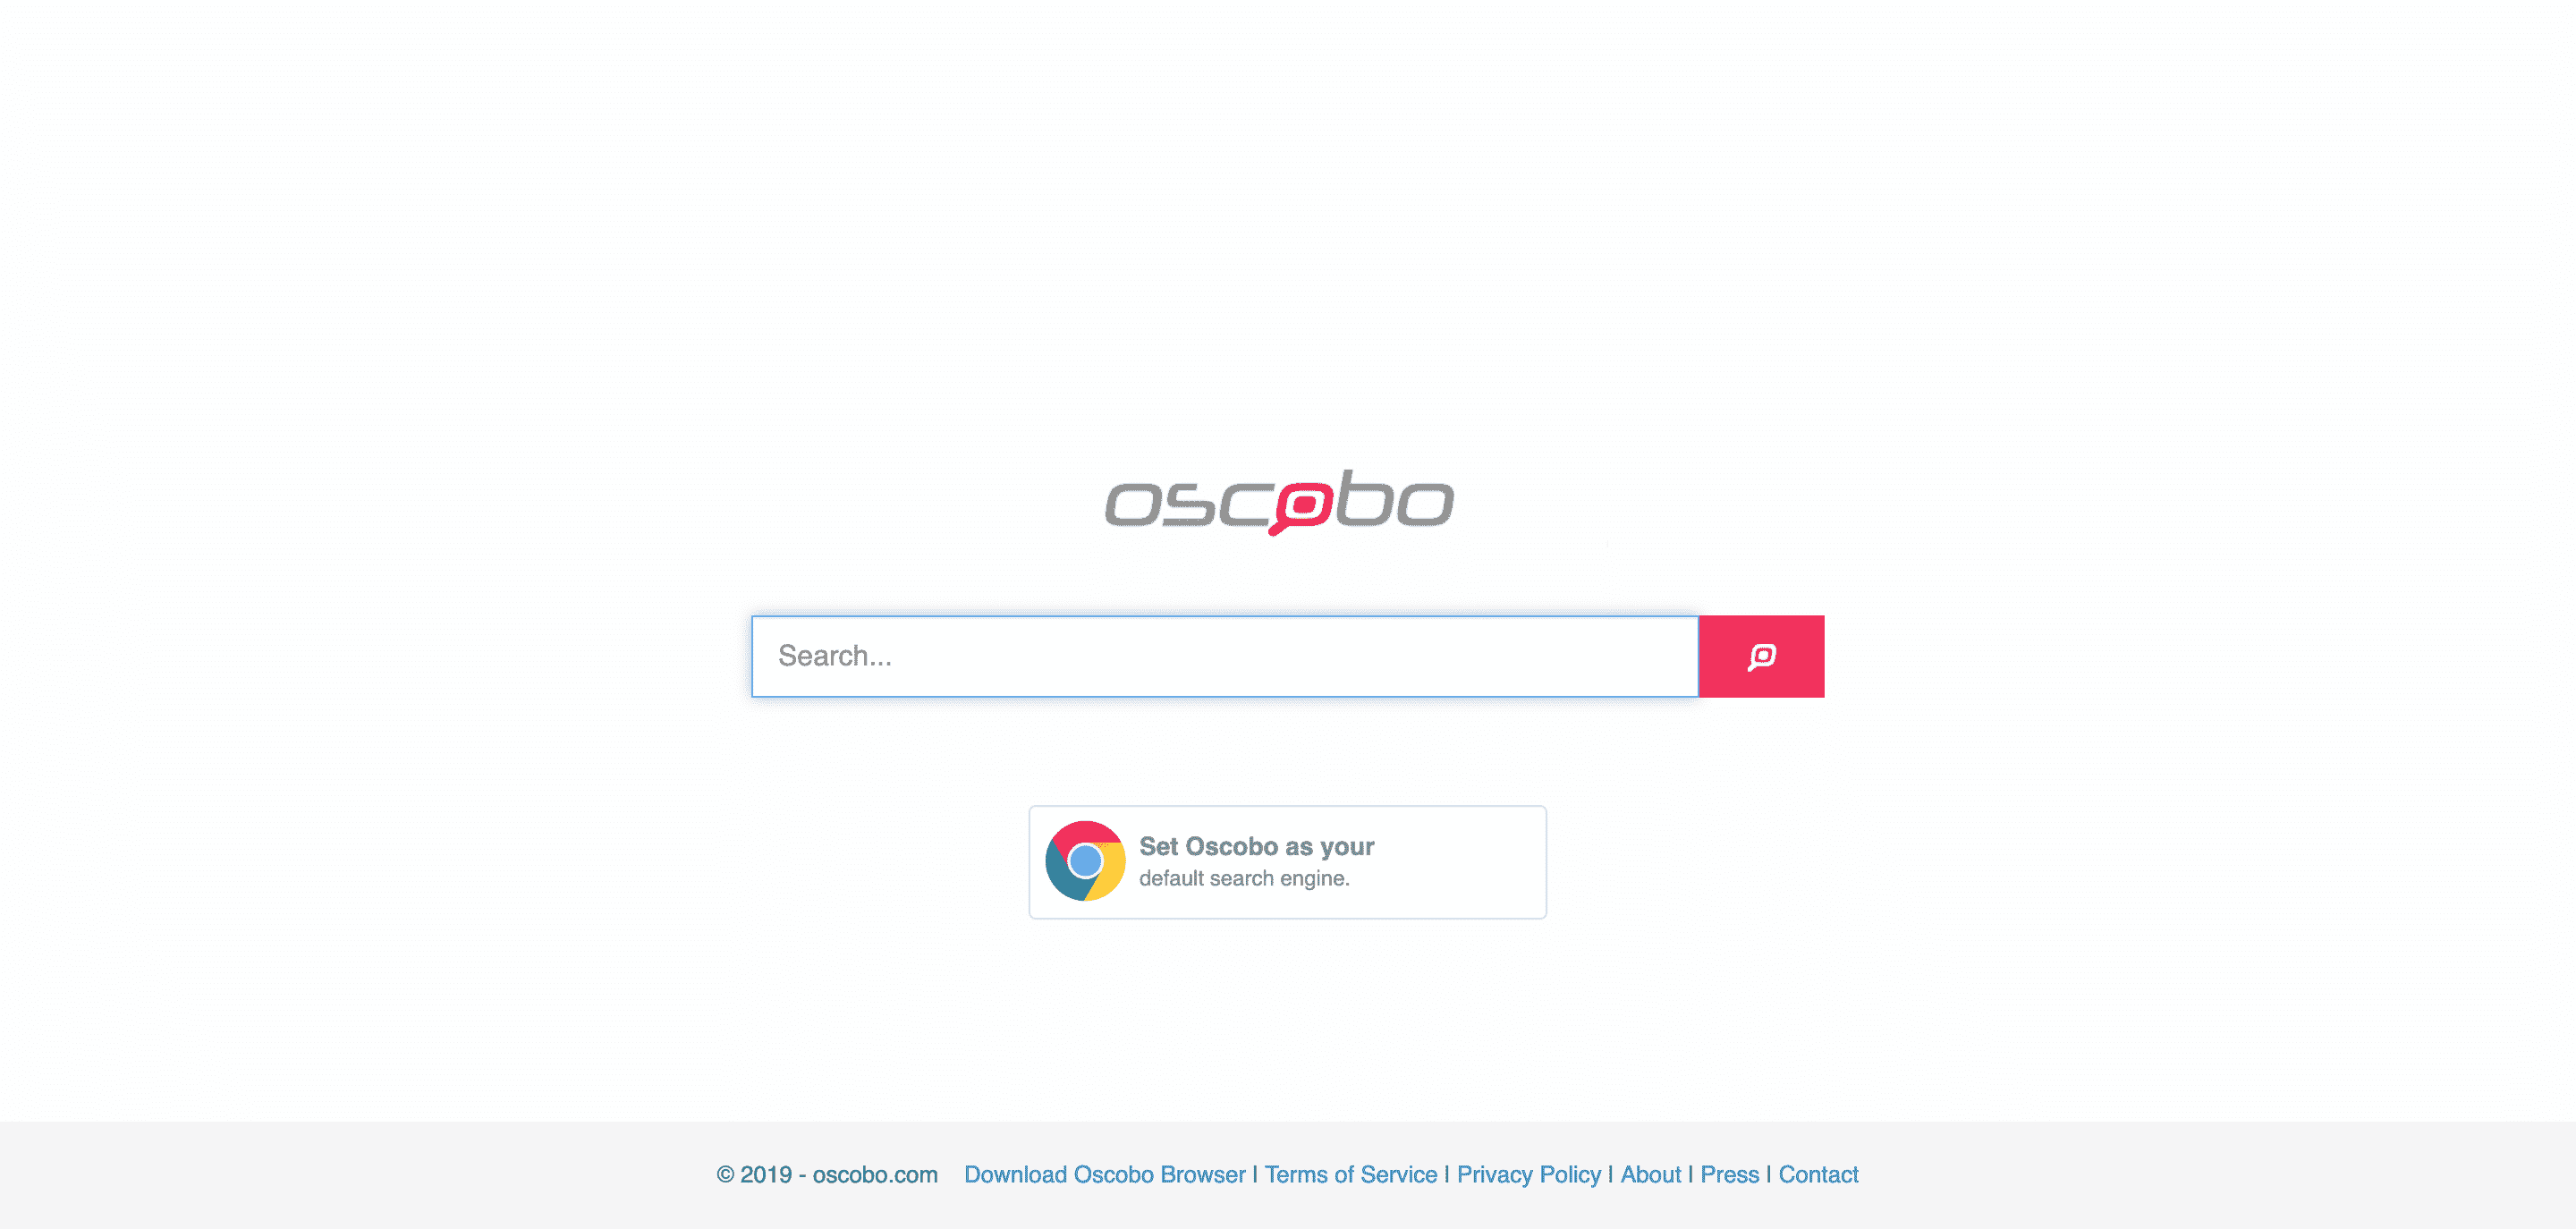 oscobo
Search...
Set Oscobo as your
default search engine.
© 2019 - oscobo.com Download Oscobo Browser | Terms of Service | Privacy Policy | About | Press | Contact